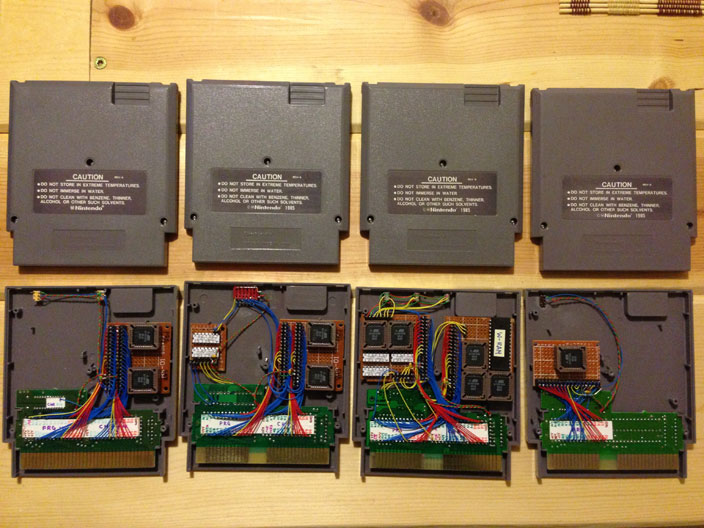 CAUTION
REV-A
★DO NOT STORE IN EXTREME TEMPERATURES.
★DO NOT IMMERSE IN WATER.
★DO NOT CLEAN WITH BENZENE, THINNER,
ALCOHOL OR OTHER SUCH SOLVENTS.
Nintendo
CAUTION
REV-A
★DO NOT STORE IN EXTREME TEMPERATURES.
★DO NOT IMMERSE IN WATER.
★DO NOT CLEAN WITH BENZENE, THINNER,
ALCOHOL OR OTHER SUCH SOLVENTS.
Nintendo 1985
CAUTION
REV-A
★DO NOT STORE IN EXTREME TEMPERATURES.
★DO NOT IMMERSE IN WATER.
★DO NOT CLEAN WITH BENZENE, THINNER,
ALCOHOL OR OTHER SUCH SOLVENTS.
©Nintendo 1985
CAUTION
REV-A
★DO NOT STORE IN EXTREME TEMPERATURES.
★DO NOT IMMERSE IN WATER.
★DO NOT CLEAN WITH BENZENE, THINNER,
ALCOHOL OR OTHER SUCH SOLVENTS.
©Nintendo 1985
W-RAM
PRG
PRG
PRG